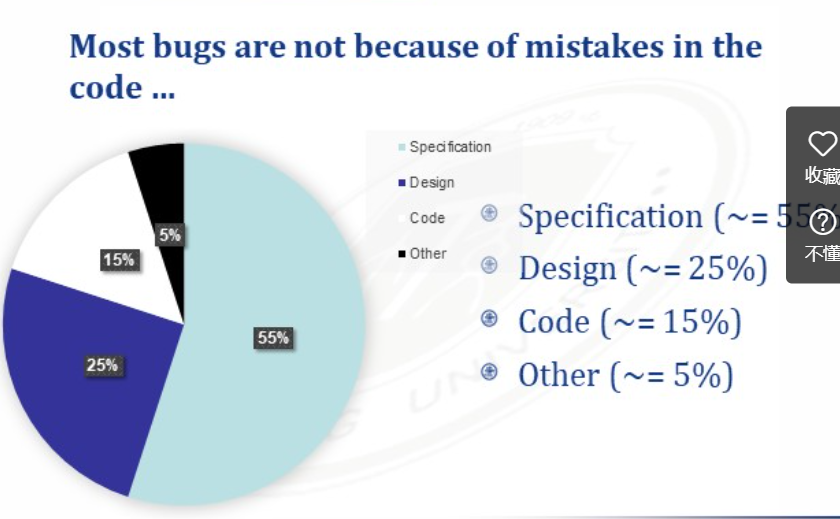 Most bugs are not because of mistakes in the
code ...
Specification
Design
Code
Other
5%
15%
25%
55%
Specification (~= 55%
Design (~= 25%)
Code (~= 15%)
Other (~= 5%)
收藏
不懂